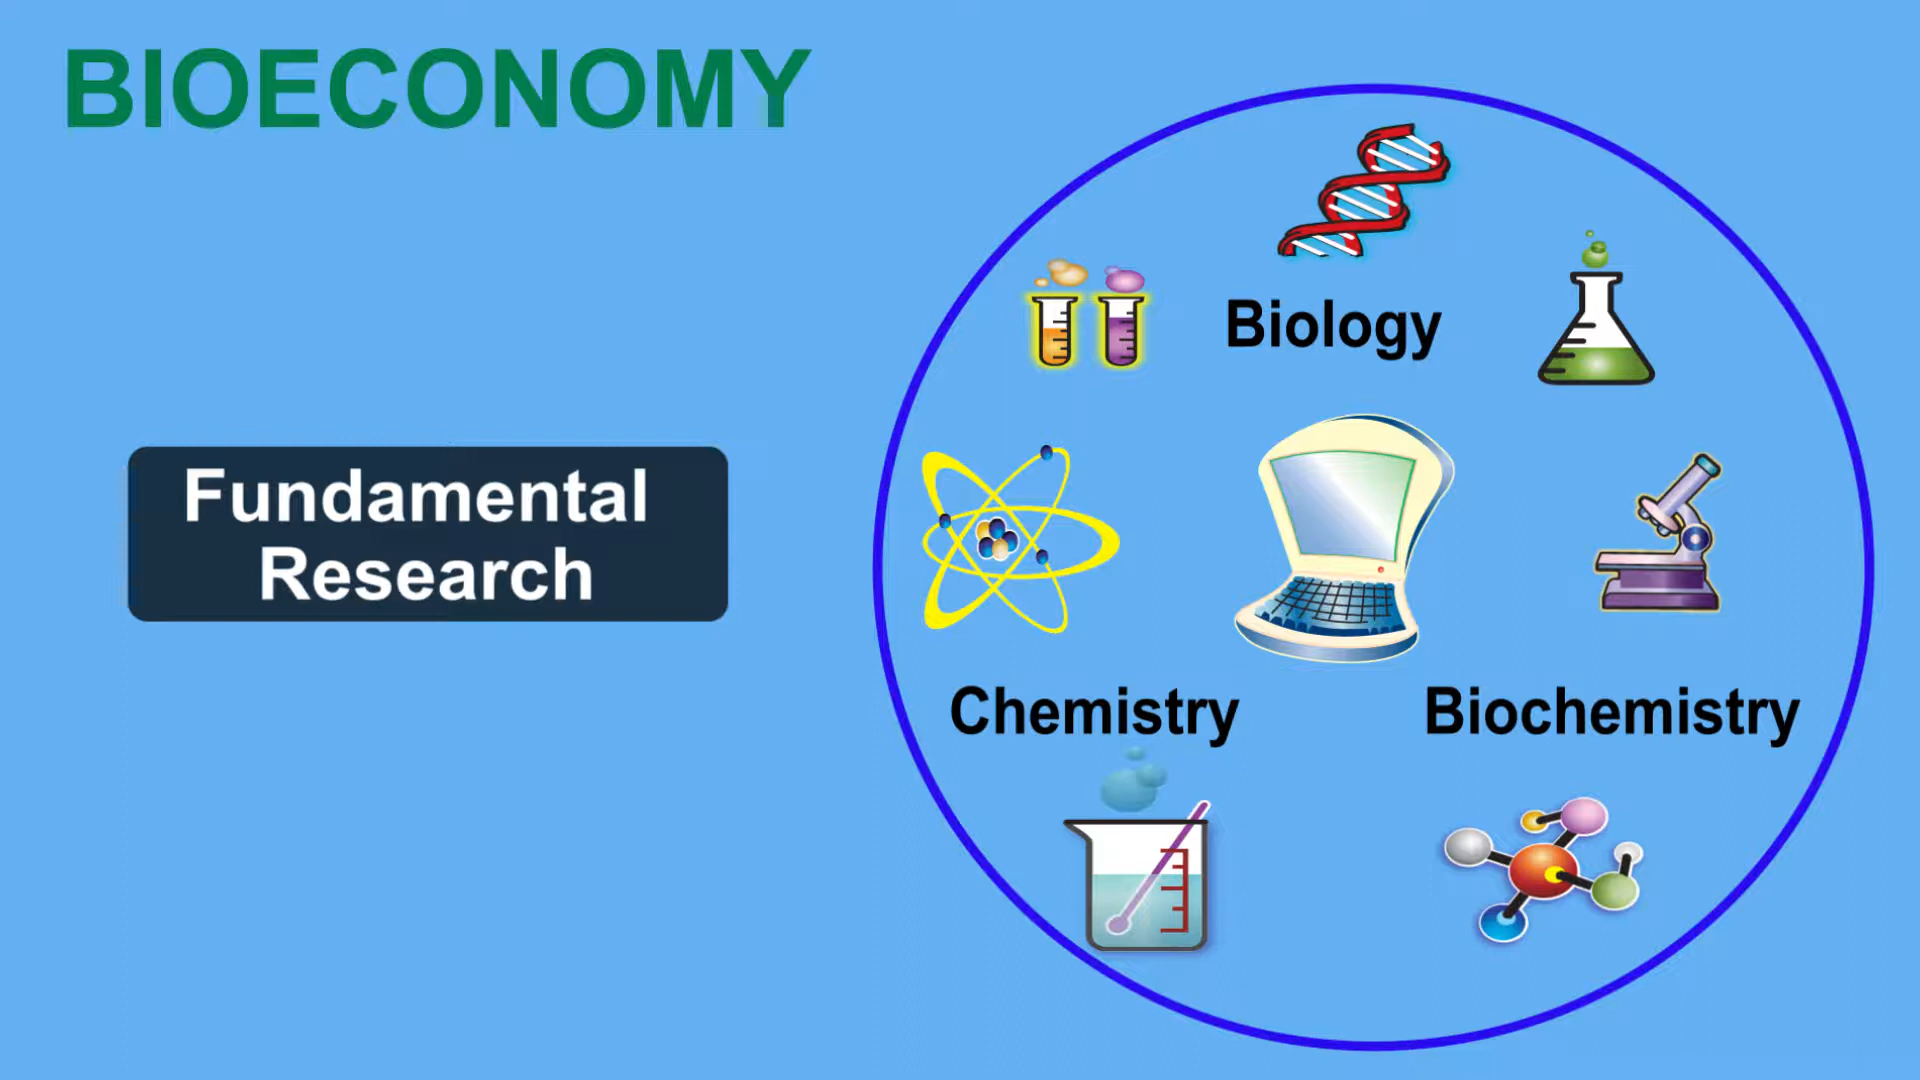 BIOECONOMY
Fundamental
Research
Biology
Chemistry
Biochemistry